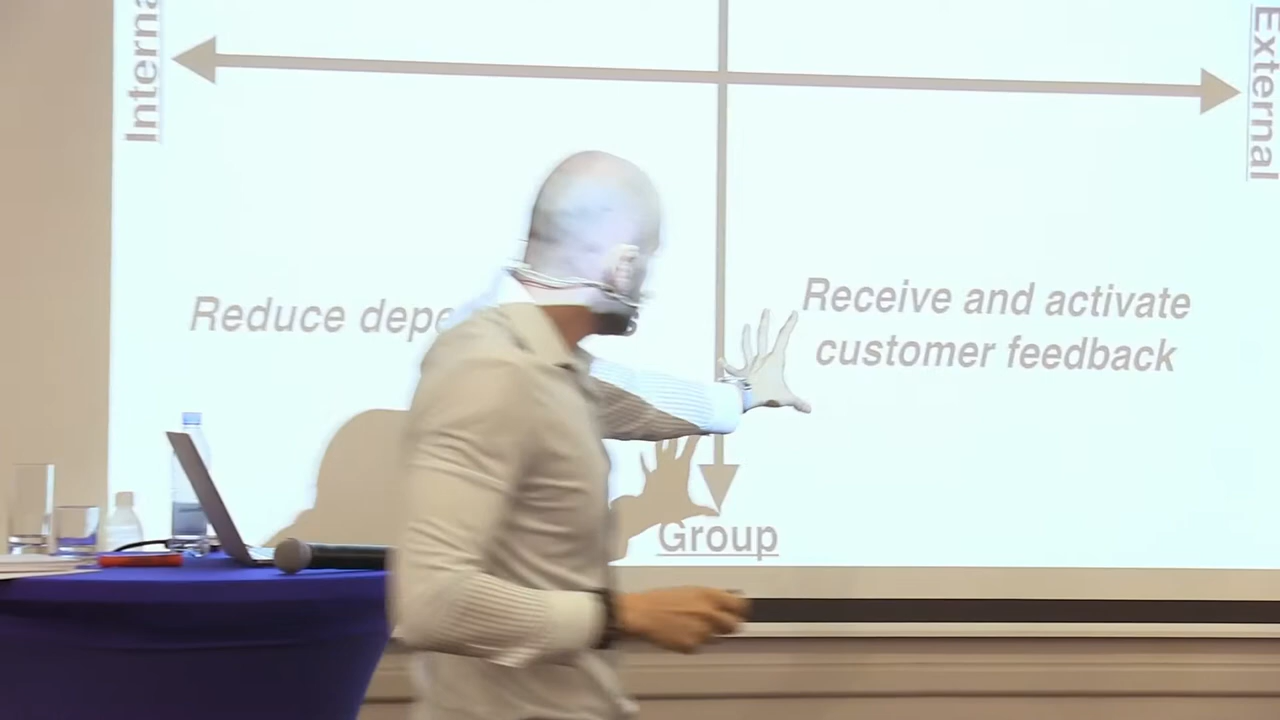 Interna
External
Reduce depe
Receive and activate
customer feedback
Group